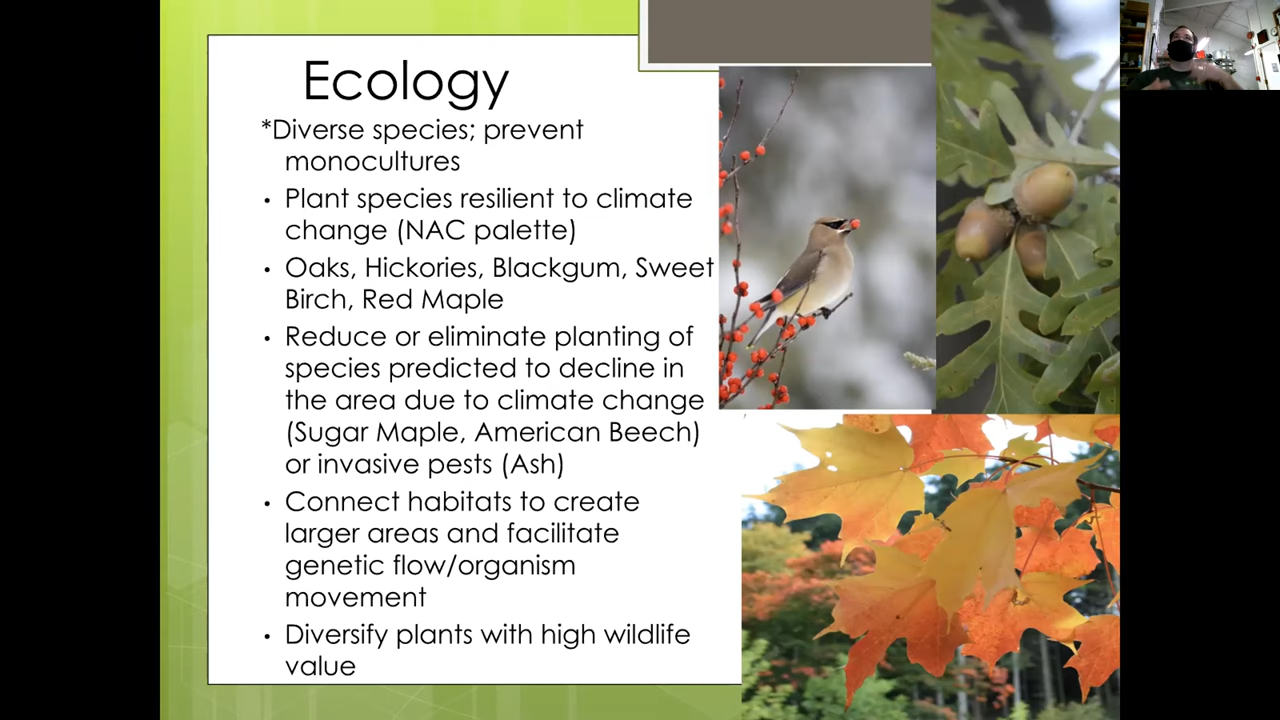 Ecology
*Diverse species; prevent
monocultures
• Plant species resilient to climate
change (NAC palette)
• Oaks, Hickories, Blackgum, Sweet
Birch, Red Maple
• Reduce or eliminate planting of
species predicted to decline in
the area due to climate change
(Sugar Maple, American Beech)
or invasive pests (Ash)
• Connect habitats to create
larger areas and facilitate
genetic flow/organism
movement
• Diversify plants with high wildlife
value